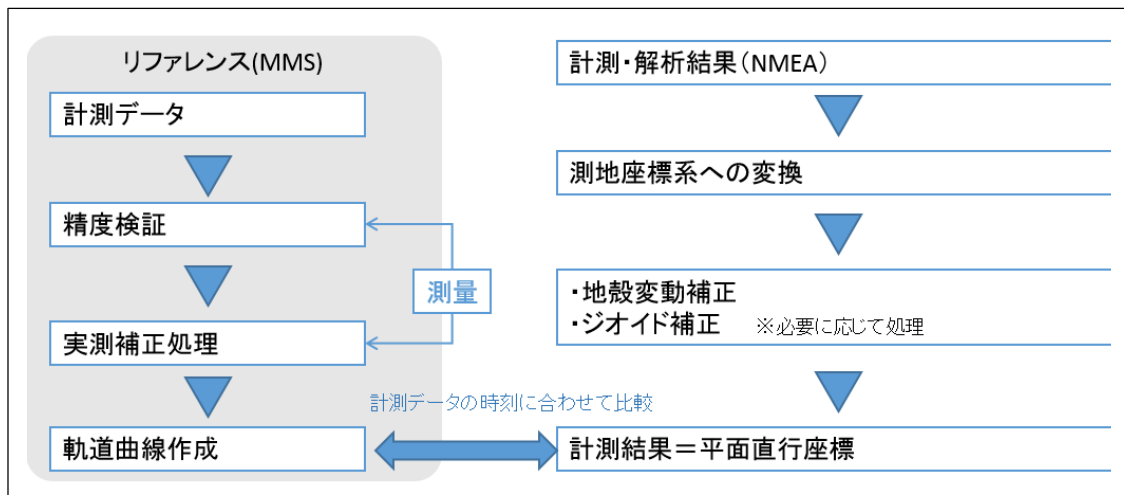 リファレンス(MMS)
計測データ
精度検証
測量
実測補正処理
軌道曲線作成
計測データの時刻に合わせて比較
計測・解析結果(NMEA)
測地座標系への変換
・地殻変動補正
・ジオイド補正 ※必要に応じて処理
計測結果＝平面直行座標